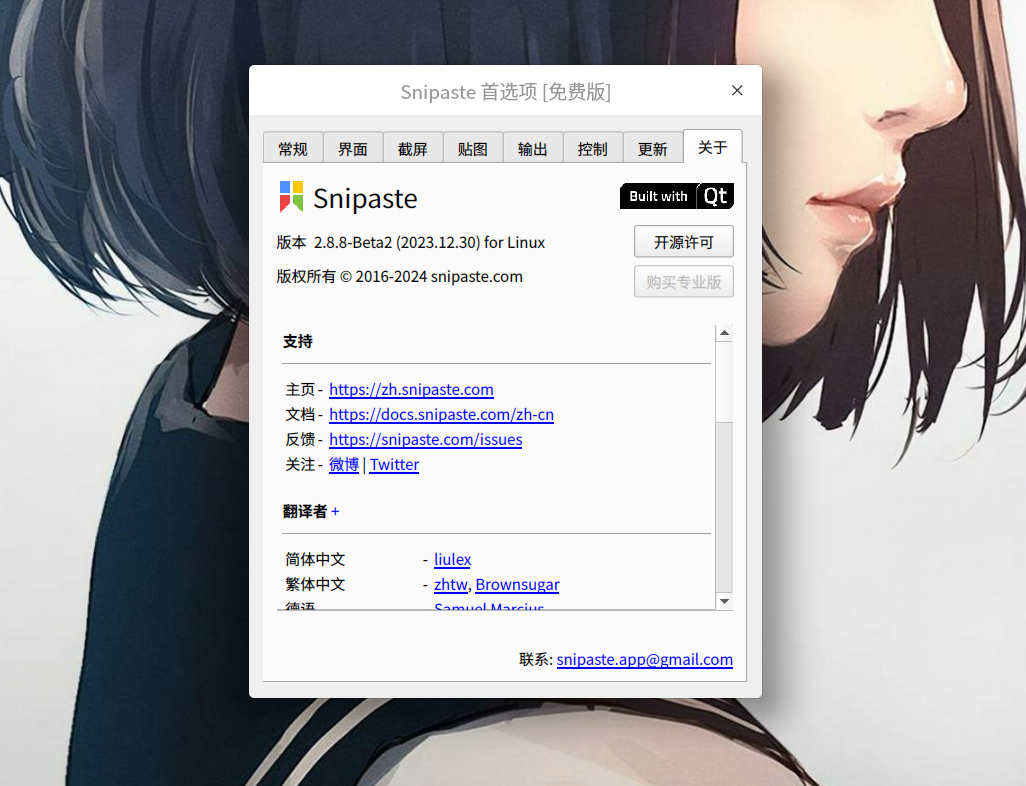 Snipaste 首选项 [免费版]
常规 界面 截屏 贴图 输出 控制 更新 关于
Snipaste
Built with Qt
版本 2.8.8-Beta2 (2023.12.30) for Linux
开源许可
版权所有 © 2016-2024 snipaste.com
购买专业版
支持
主页 - https://zh.snipaste.com
文档 - https://docs.snipaste.com/zh-cn
反馈 - https://snipaste.com/issues
关注 - 微博 | Twitter
翻译者 +
简体中文 - liulex
繁体中文 - zhtw, Brownsugar
德语 Samuel Marcius
联系: snipaste.app@gmail.com